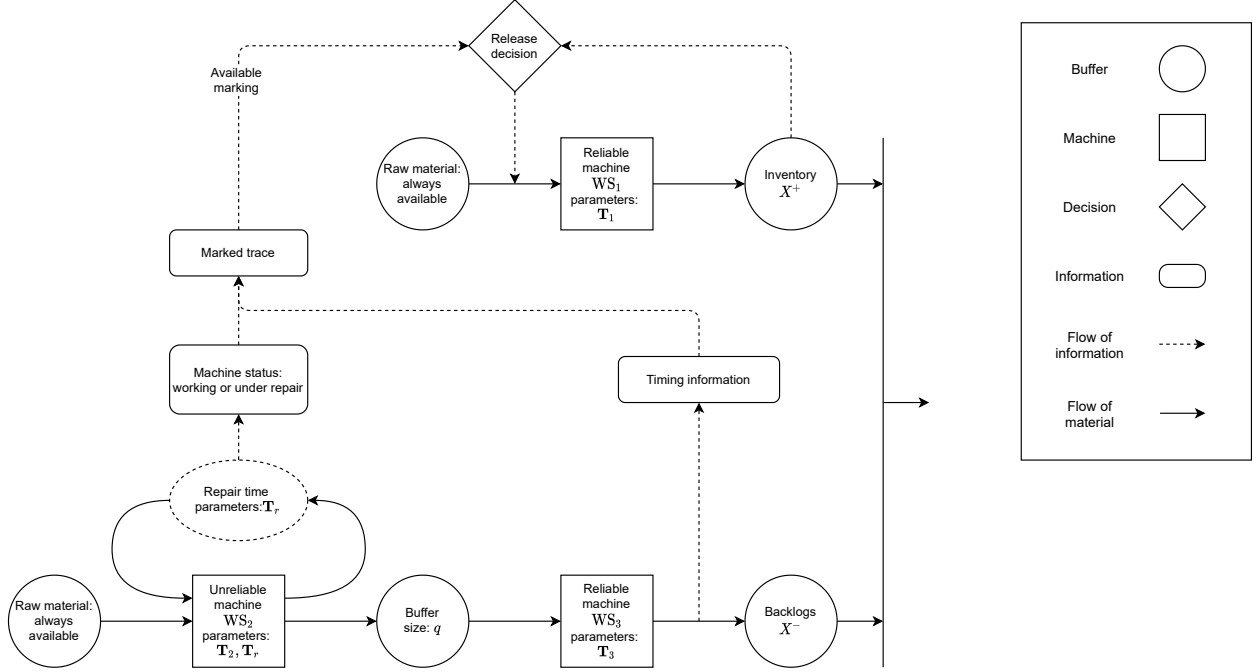 Release
decision
Available
marking
Raw material:
always
available
Reliable
machine
WS₁
parameters:
T₁
Inventory
X⁺
Marked trace
Machine status:
working or under repair
Timing information
Repair time
parameters:Tᵣ
Raw material:
always
available
Unreliable
machine
WS₂
parameters:
T₂, Tᵣ
Buffer
size: q
Reliable
machine
WS₃
parameters:
T₃
Backlogs
X⁻
Buffer
Machine
Decision
Information
Flow of
information
Flow of
material